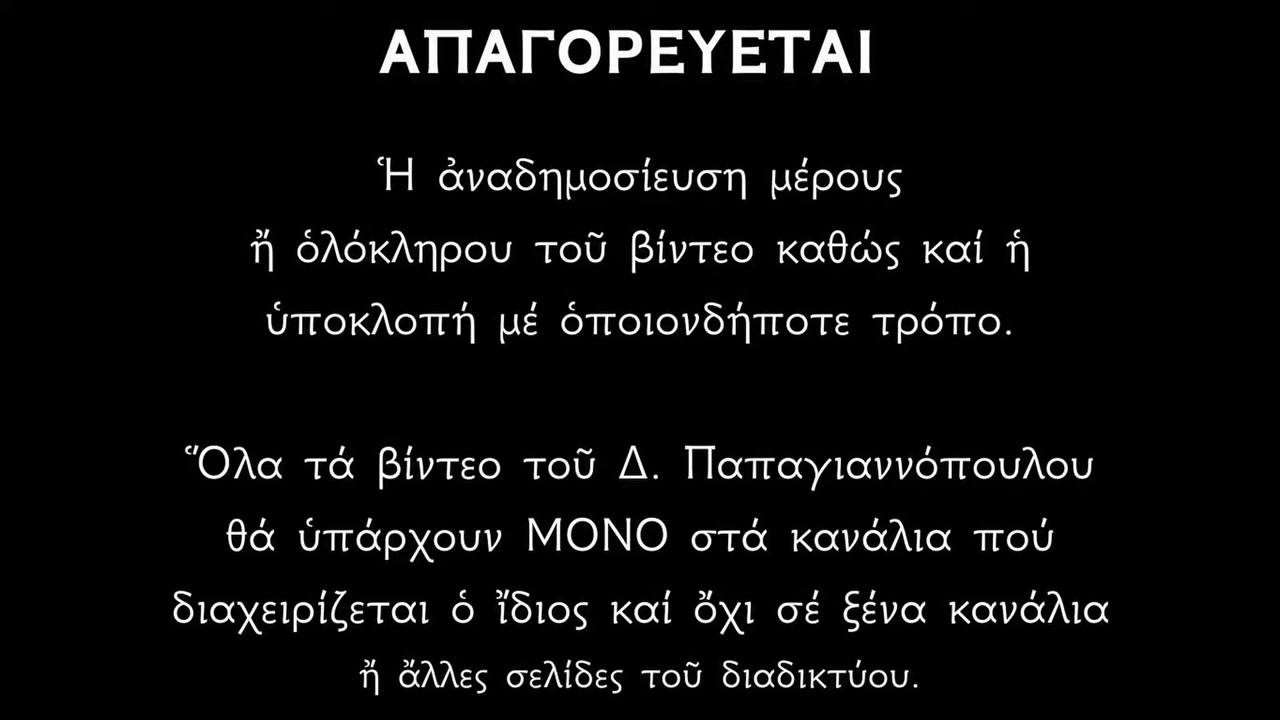 ΑΠΑΓΟΡΕΥΕΤΑΙ
Ἡ ἀναδημοσίευση μέρους
ἤ ὁλόκληρου τοῦ βίντεο καθώς καί ἡ
ὑποκλοπή μέ ὁποιονδήποτε τρόπο.
Ὅλα τά βίντεο τοῦ Δ. Παπαγιαννόπουλου
θά ὑπάρχουν ΜΟΝΟ στά κανάλια πού
διαχειρίζεται ὁ ἴδιος καί ὄχι σέ ξένα κανάλια
ἤ ἄλλες σελίδες τοῦ διαδικτύου.